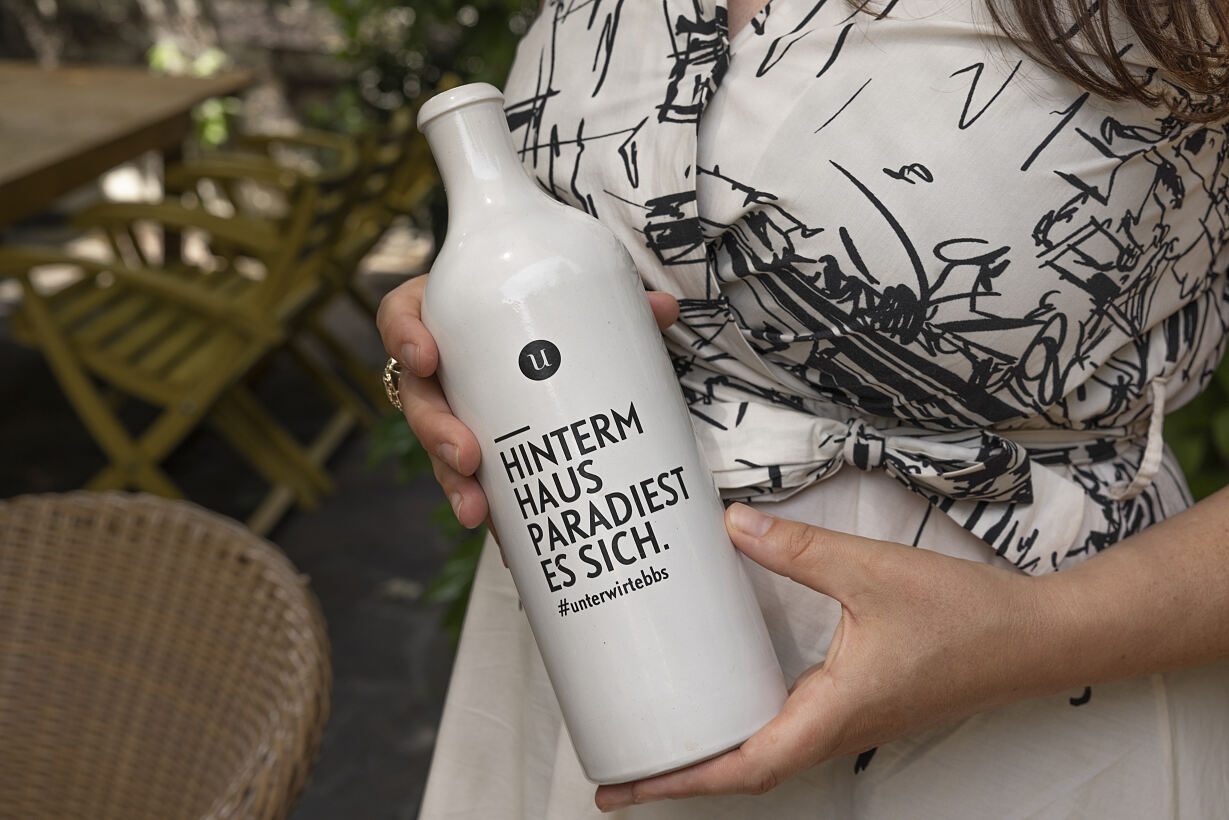 u
HINTERM
HAUS
PARADIEST
ES SICH.
#unterwirtebbs